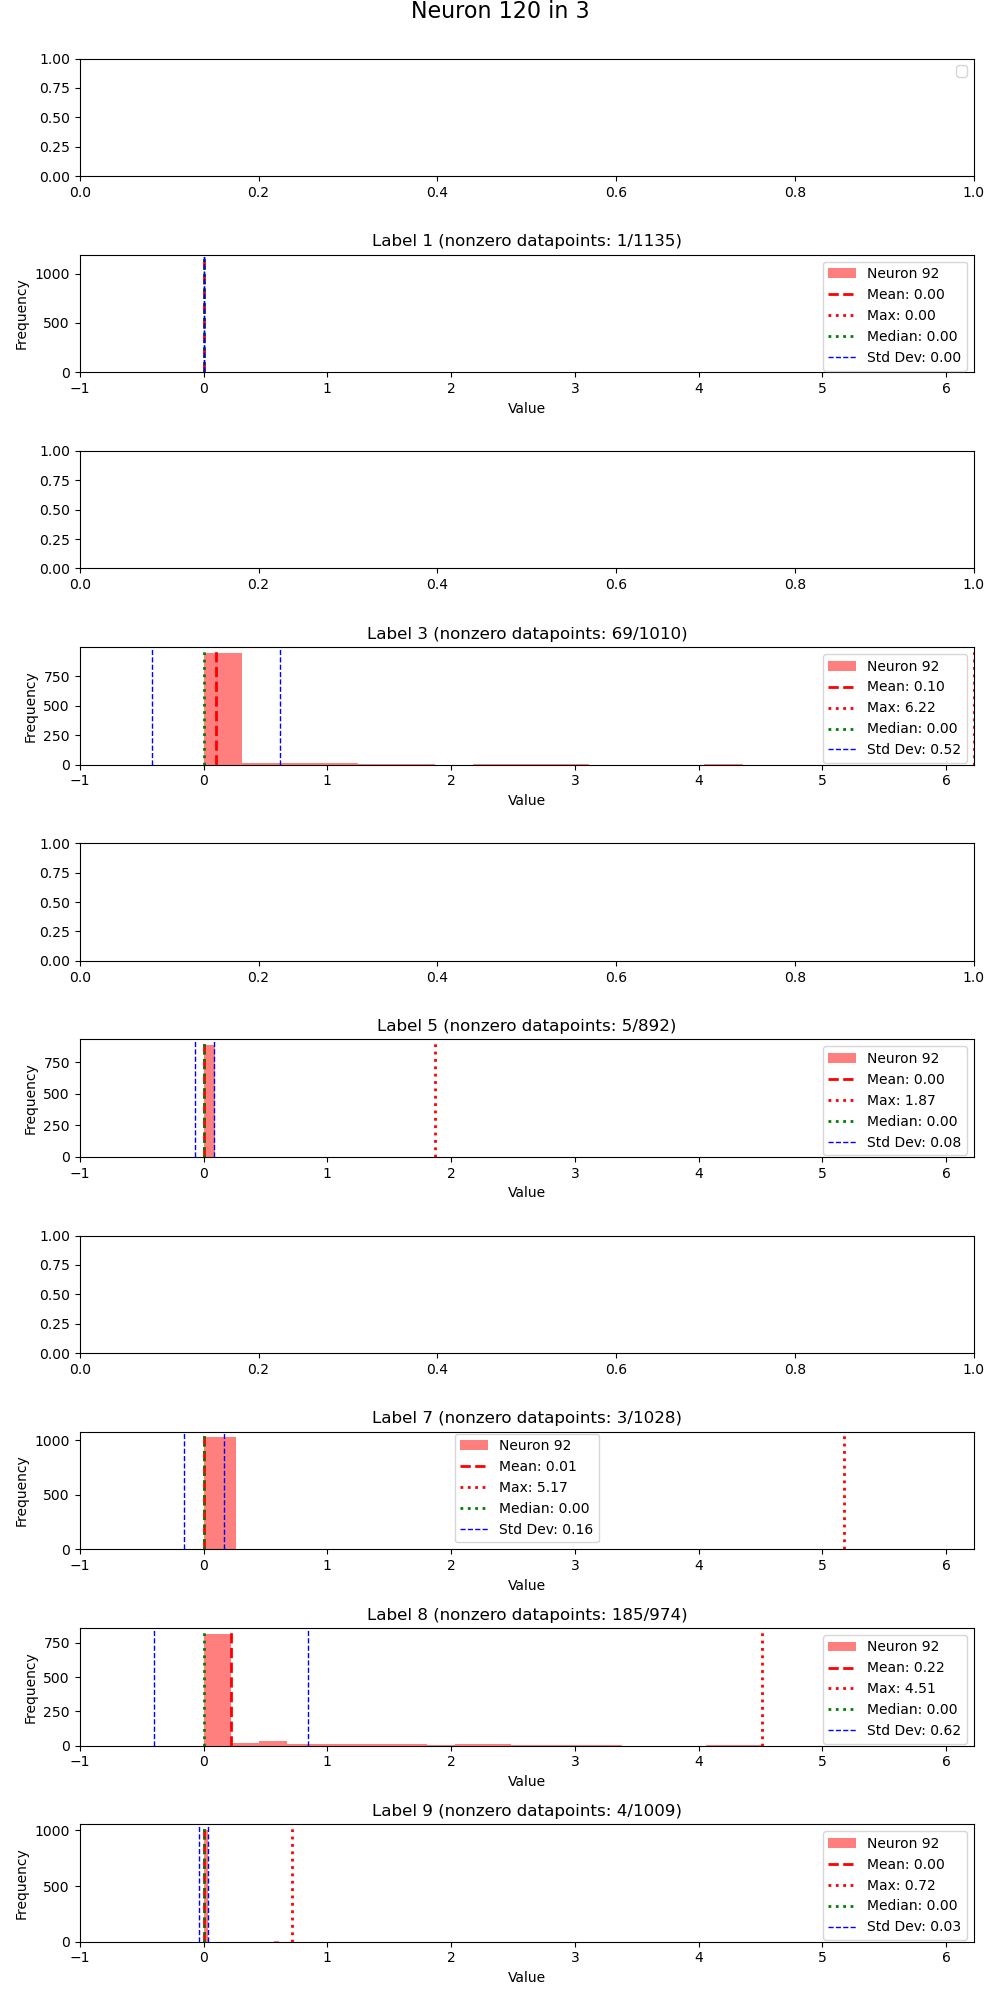 Neuron 120 in 3
1.00
0.75
0.50
0.25
0.00
0.0 0.2 0.4 0.6 0.8 1.0
Label 1 (nonzero datapoints: 1/1135)
Frequency
1000
500
0
Neuron 92
Mean: 0.00
Max: 0.00
Median: 0.00
Std Dev: 0.00
−1 0 1 2 3 4 5 6
Value
1.00
0.75
0.50
0.25
0.00
0.0 0.2 0.4 0.6 0.8 1.0
Label 3 (nonzero datapoints: 69/1010)
Frequency
750
500
250
0
Neuron 92
Mean: 0.10
Max: 6.22
Median: 0.00
Std Dev: 0.52
−1 0 1 2 3 4 5 6
Value
1.00
0.75
0.50
0.25
0.00
0.0 0.2 0.4 0.6 0.8 1.0
Label 5 (nonzero datapoints: 5/892)
Frequency
750
500
250
0
Neuron 92
Mean: 0.00
Max: 1.87
Median: 0.00
Std Dev: 0.08
−1 0 1 2 3 4 5 6
Value
1.00
0.75
0.50
0.25
0.00
0.0 0.2 0.4 0.6 0.8 1.0
Label 7 (nonzero datapoints: 3/1028)
Frequency
1000
500
0
Neuron 92
Mean: 0.01
Max: 5.17
Median: 0.00
Std Dev: 0.16
−1 0 1 2 3 4 5 6
Value
Label 8 (nonzero datapoints: 185/974)
Frequency
750
500
250
0
Neuron 92
Mean: 0.22
Max: 4.51
Median: 0.00
Std Dev: 0.62
−1 0 1 2 3 4 5 6
Value
Label 9 (nonzero datapoints: 4/1009)
Frequency
1000
500
0
Neuron 92
Mean: 0.00
Max: 0.72
Median: 0.00
Std Dev: 0.03
−1 0 1 2 3 4 5 6
Value